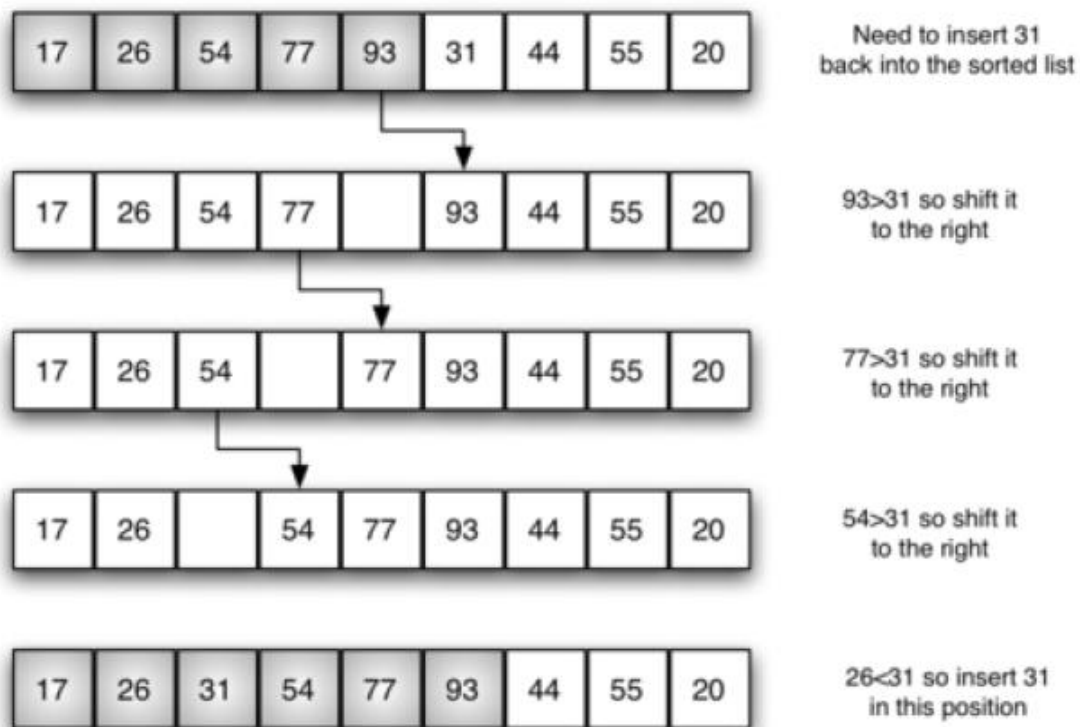 17 26 54 77 93 31 44 55 20
Need to insert 31
back into the sorted list
17 26 54 77 93 44 55 20
93>31 so shift it
to the right
17 26 54 77 93 44 55 20
77>31 so shift it
to the right
17 26 54 77 93 44 55 20
54>31 so shift it
to the right
17 26 31 54 77 93 44 55 20
26<31 so insert 31
in this position